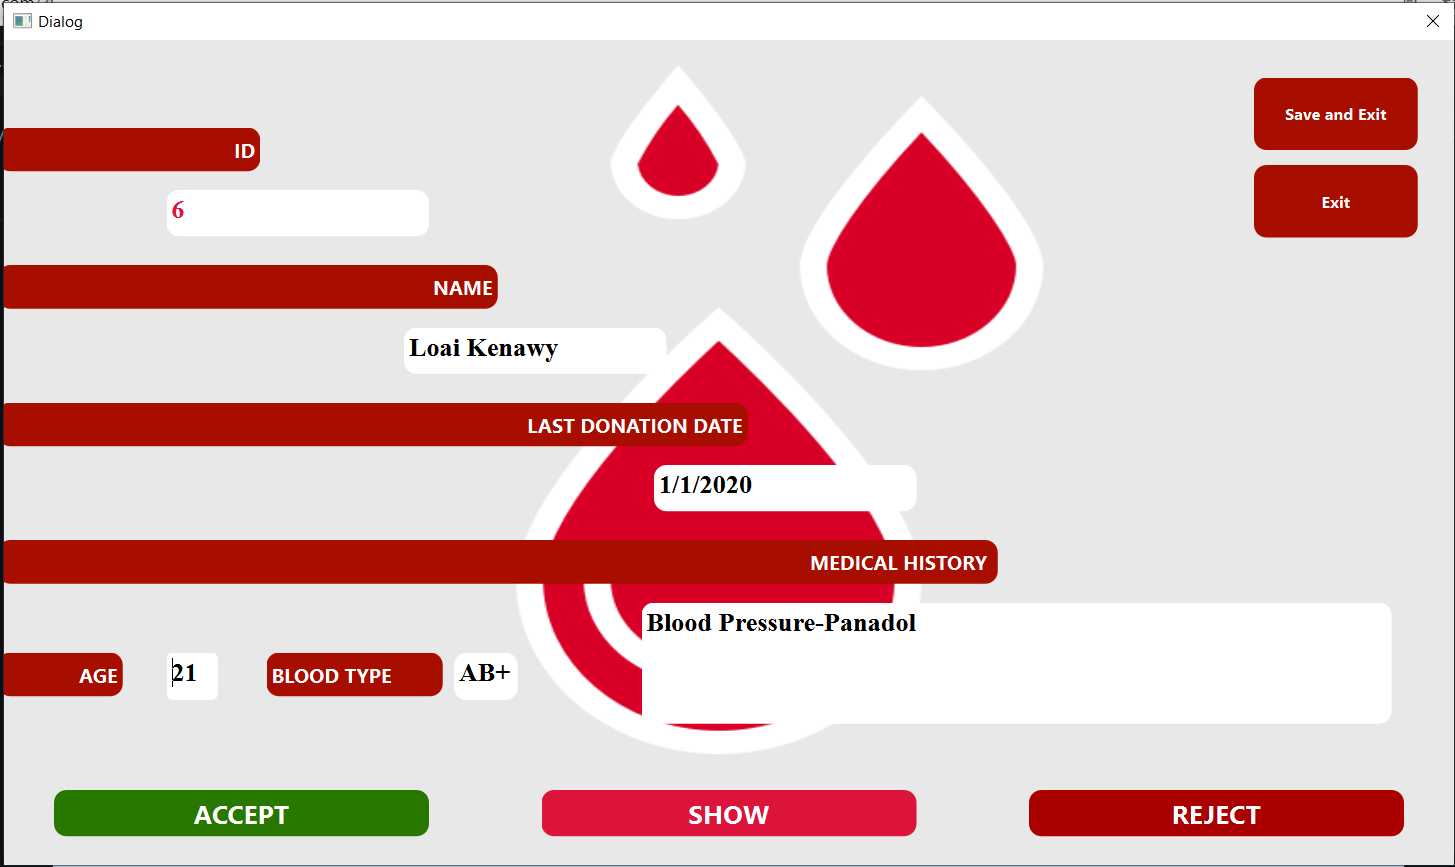 Dialog
Save and Exit
ID
6
Exit
NAME
Loai Kenawy
LAST DONATION DATE
1/1/2020
MEDICAL HISTORY
Blood Pressure-Panadol
AGE
21
BLOOD TYPE
AB+
ACCEPT
SHOW
REJECT